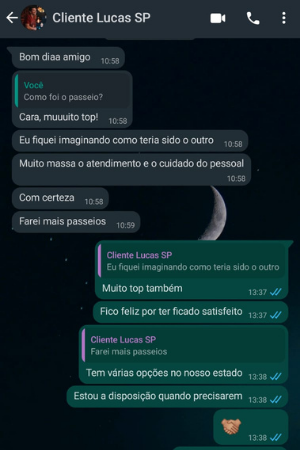 Cliente Lucas SP
Bom diaa amigo 10:58
Você
Como foi o passeio?
Cara, muuuito top! 10:58
Eu fiquei imaginando como teria sido o outro 10:58
Muito massa o atendimento e o cuidado do pessoal
10:58
Com certeza 10:58
Farei mais passeios 10:59
Cliente Lucas SP
Eu fiquei imaginando como teria sido o outro
Muito top também 13:37
Fico feliz por ter ficado satisfeito 13:37
Cliente Lucas SP
Farei mais passeios
Tem várias opções no nosso estado 13:38
Estou a disposição quando precisarem 13:38
13:38